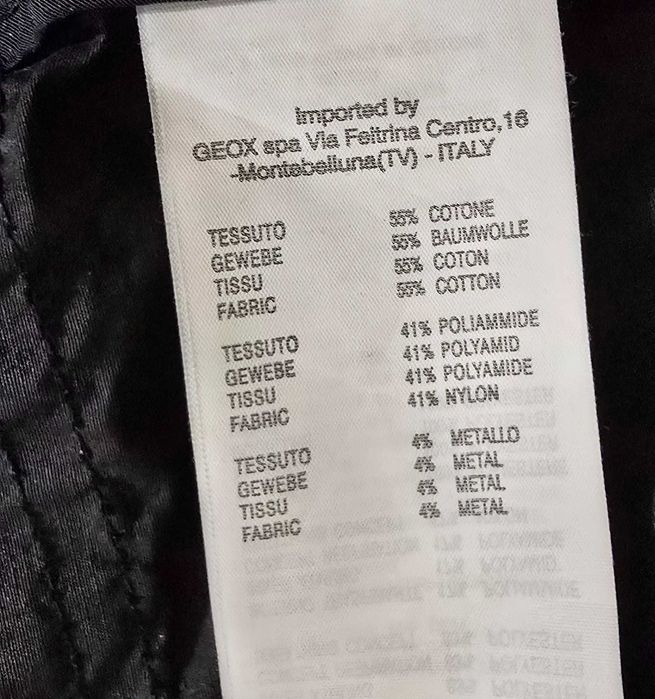 Imported by
GEOX spa Via Feltrina Centro,16
-Montebelluna(TV) - ITALY
TESSUTO 55% COTONE
GEWEBE 55% BAUMWOLLE
TISSU 55% COTON
FABRIC 55% COTTON
TESSUTO 41% POLIAMMIDE
GEWEBE 41% POLYAMID
TISSU 41% POLYAMIDE
FABRIC 41% NYLON
TESSUTO 4% METALLO
GEWEBE 4% METAL
TISSU 4% METAL
FABRIC 4% METAL